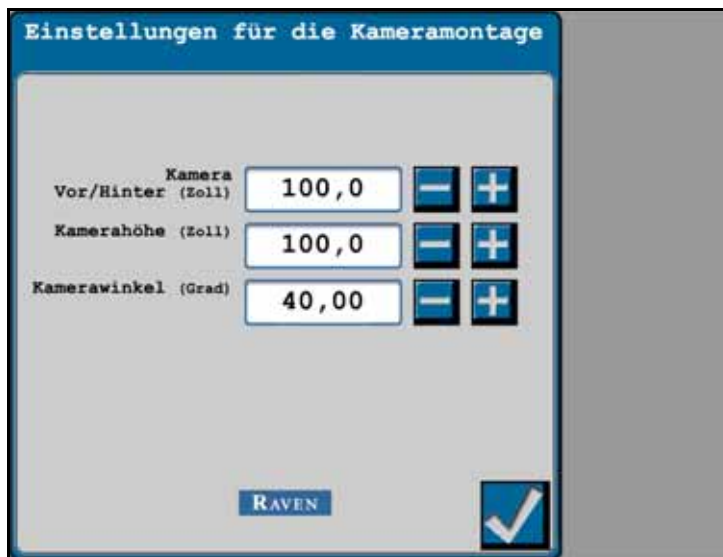 Einstellungen für die Kameramontage
Kamera
Vor/Hinter (Zoll)
100,0
Kamerahöhe (Zoll)
100,0
Kamerawinkel (Grad)
40,00
RAVEN